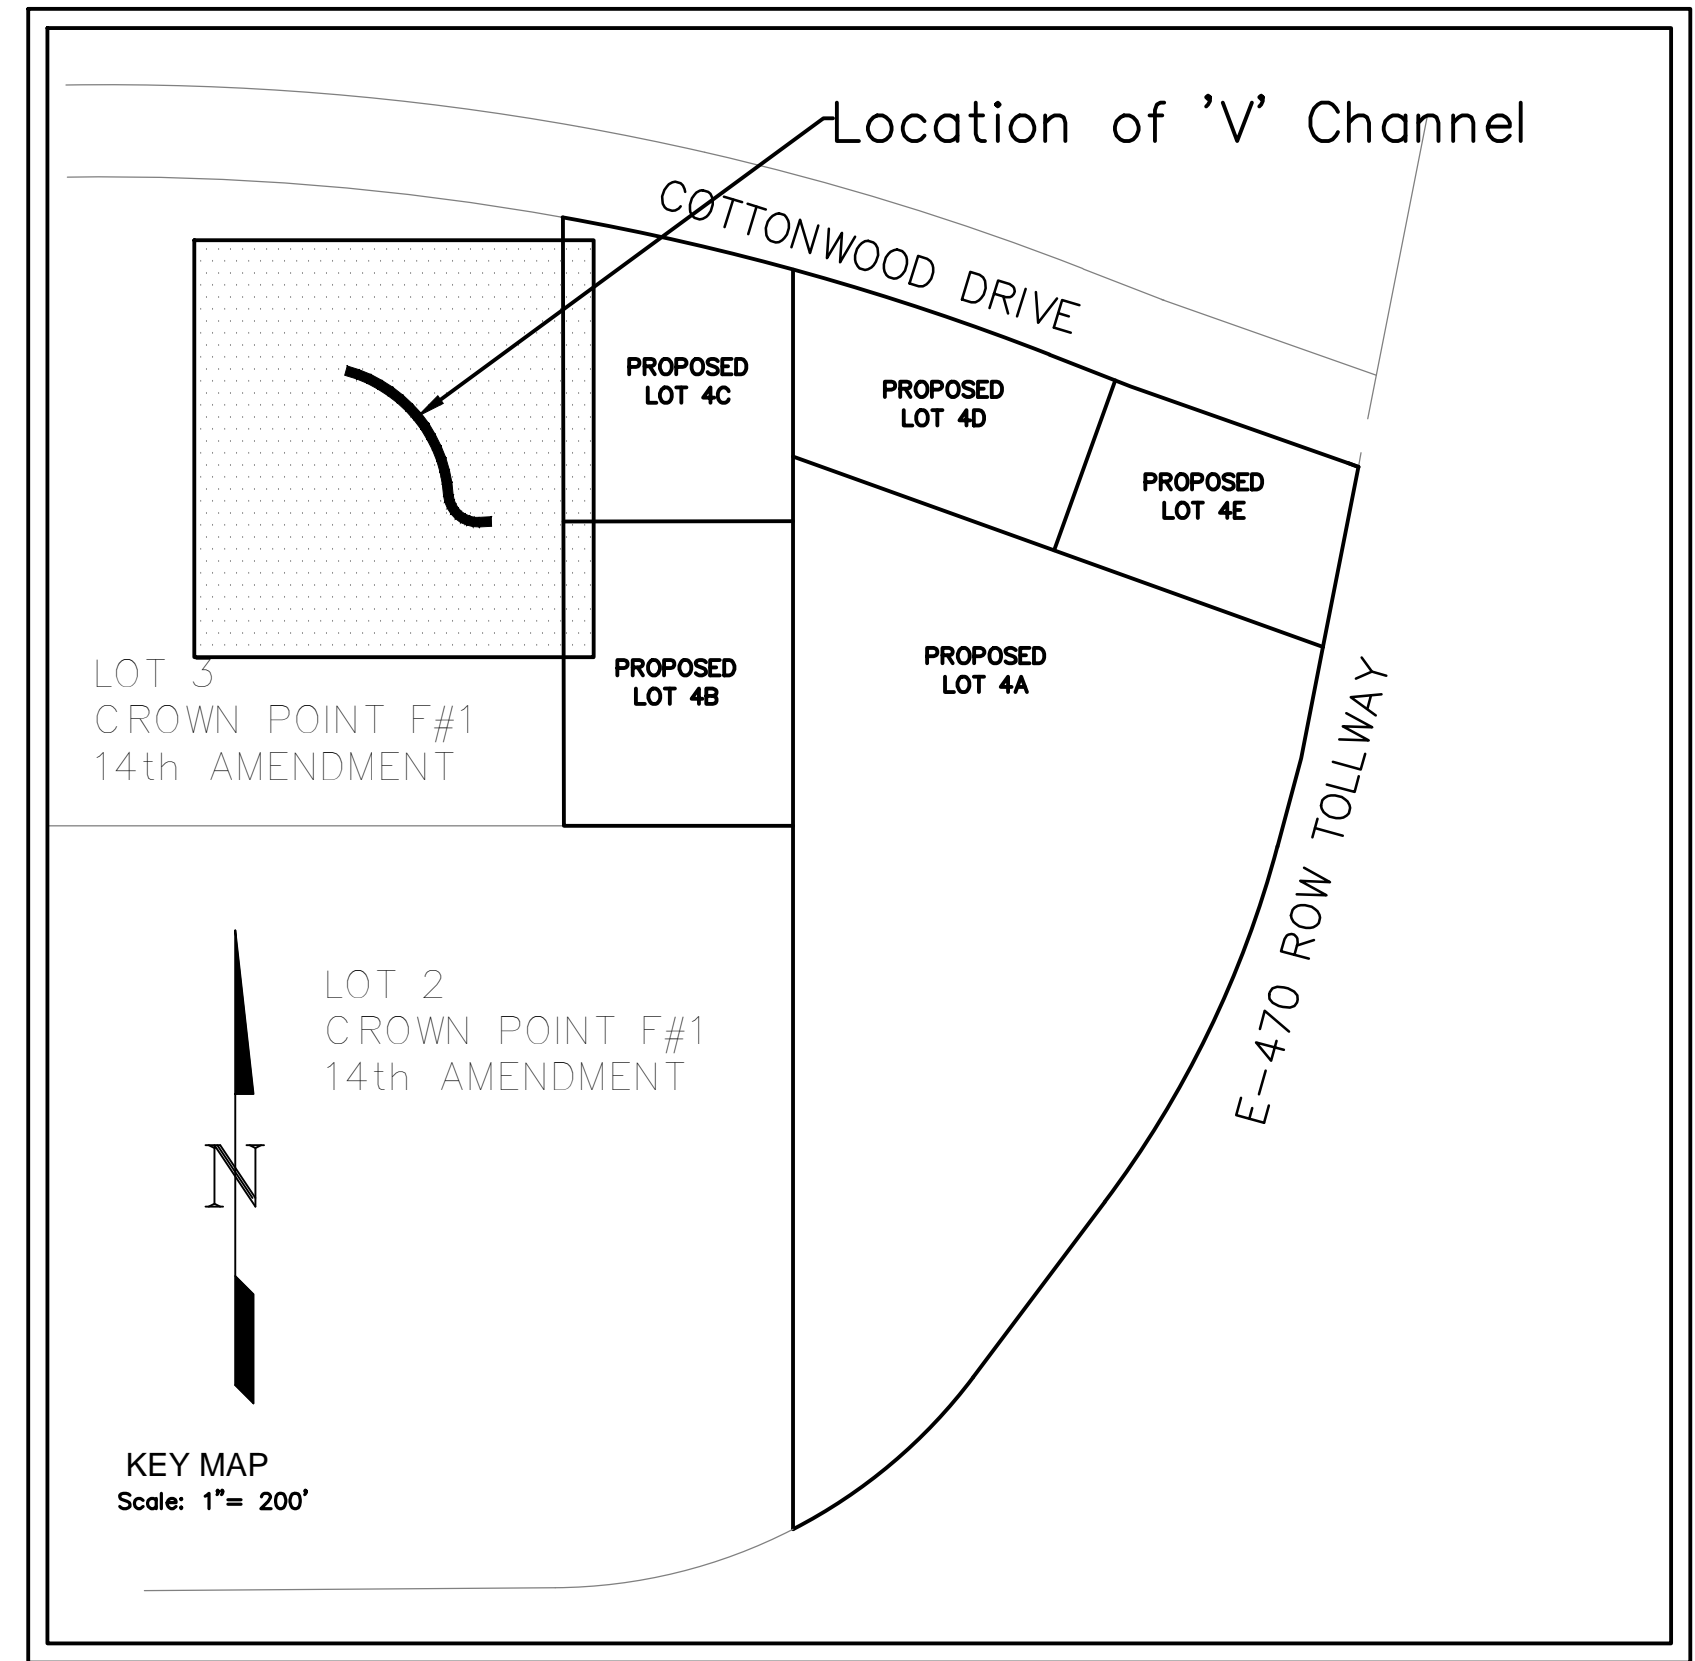 Location of 'V' Channel
COTTONWOOD DRIVE
PROPOSED
LOT 4C
PROPOSED
LOT 4D
PROPOSED
LOT 4E
PROPOSED
LOT 4B
PROPOSED
LOT 4A
LOT 3
CROWN POINT F#1
14th AMENDMENT
E-470 ROW TOLLWAY
LOT 2
CROWN POINT F#1
14th AMENDMENT
N
KEY MAP
Scale: 1"= 200'